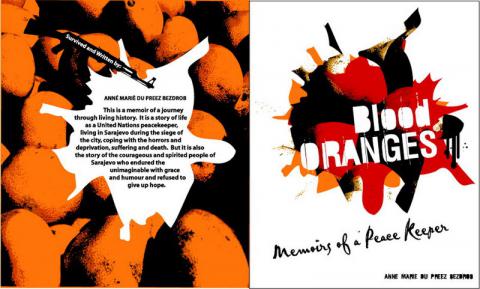 Survived and Written by:
ANNÉ MARIÉ DU PREEZ BEZDROB
This is a memoir of a journey
through living history. It is a story of life
as a United Nations peacekeeper,
living in Sarajevo during the siege of
the city, coping with the horrors and
deprivation, suffering and death. But it is also
the story of the courageous and spirited people of
Sarajevo who endured the
unimaginable with grace
and humour and refused to
give up hope.
Blood
ORANGES
Memoirs of a Peace Keeper
ANNE MARIE DU PREEZ BEZDROB